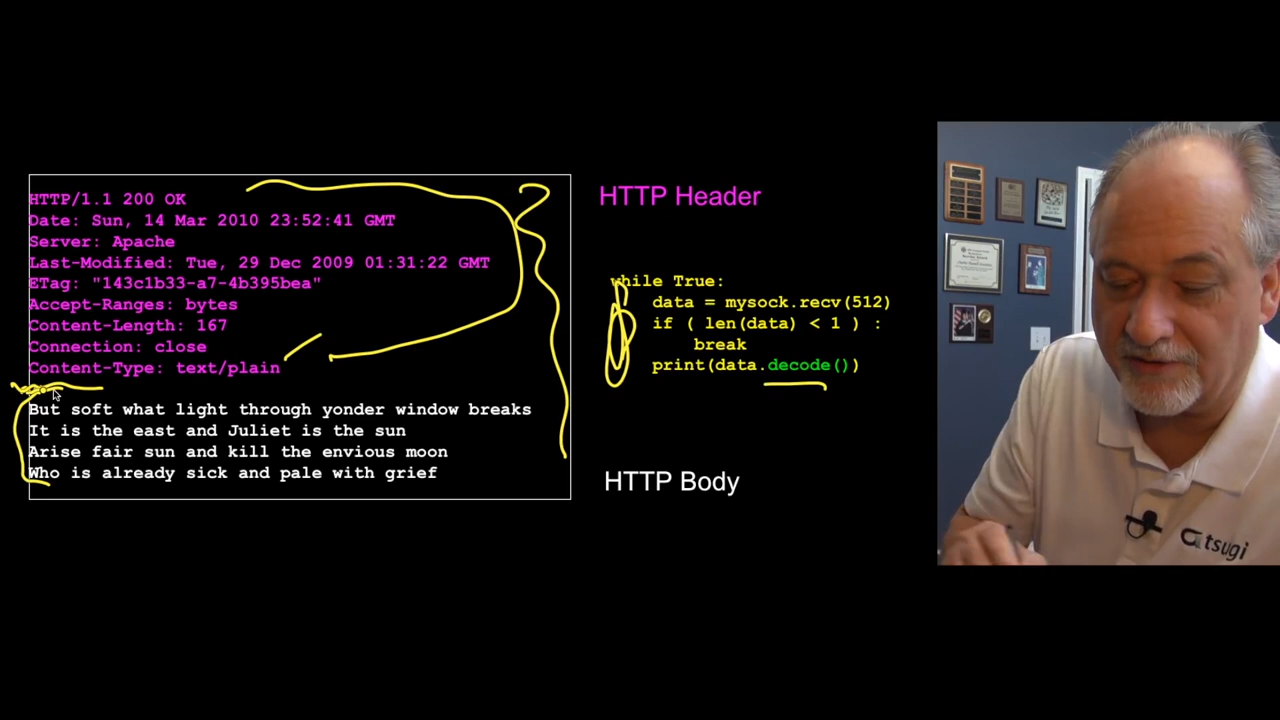 HTTP/1.1 200 OK
Date: Sun, 14 Mar 2010 23:52:41 GMT
Server: Apache
Last-Modified: Tue, 29 Dec 2009 01:31:22 GMT
ETag: "143c1b33-a7-4b395bea"
Accept-Ranges: bytes
Content-Length: 167
Connection: close
Content-Type: text/plain
But soft what light through yonder window breaks
It is the east and Juliet is the sun
Arise fair sun and kill the envious moon
Who is already sick and pale with grief
HTTP Header
while True:
data = mysock.recv(512)
if ( len(data) < 1 ) :
break
print(data.decode())
HTTP Body
tsugi